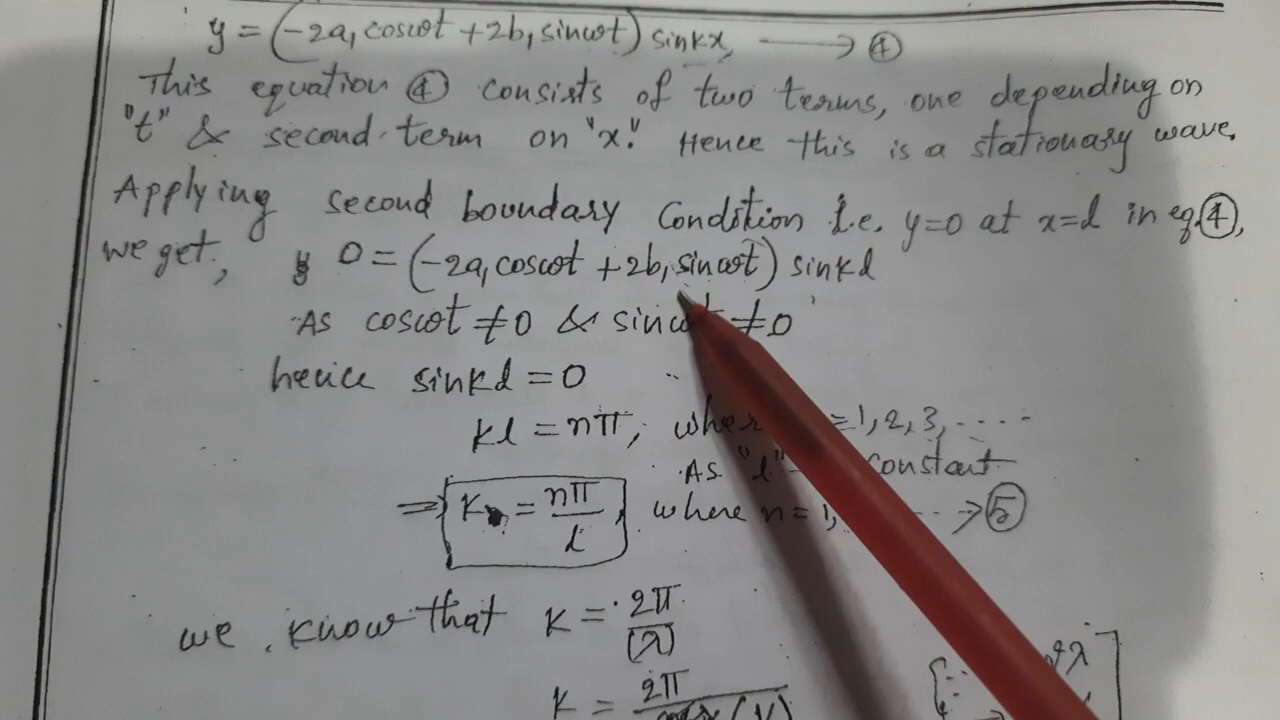 y = (-2a₁ cosωt + 2b₁ sinωt) sinkx, ⟶ ④
This equation ④ consists of two terms, one depending on
"t" & second term on "x". Hence this is a stationary wave.
Applying second boundary Condition i.e. y=0 at x=l in eq.④,
we get, 0 = (-2a₁ cosωt + 2b₁ sinωt) sinkl
As cosωt ≠ 0 & sinωt ≠ 0
hence sinkl = 0
kl = nπ, where =1,2,3,....
As "l" constant
⇒ K = nπ/l, where n = 1, ⟶ ⑤
we know that K = 2π/(λ)
K = 2π